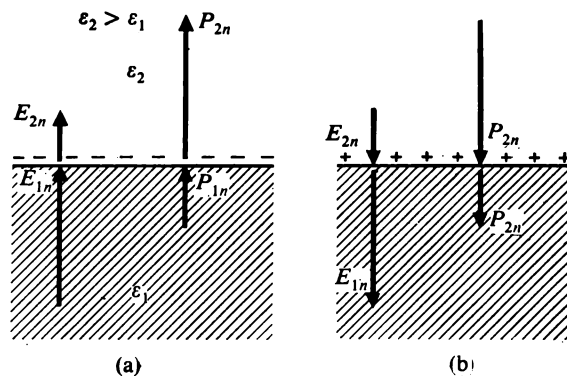 ε₂ > ε₁
P₂ₙ
ε₂
E₂ₙ
− − − − − − − −
E₁ₙ
P₁ₙ
ε₁
(a)
P₂ₙ
E₂ₙ
+ + + + + + +
P₂ₙ
E₁ₙ
(b)